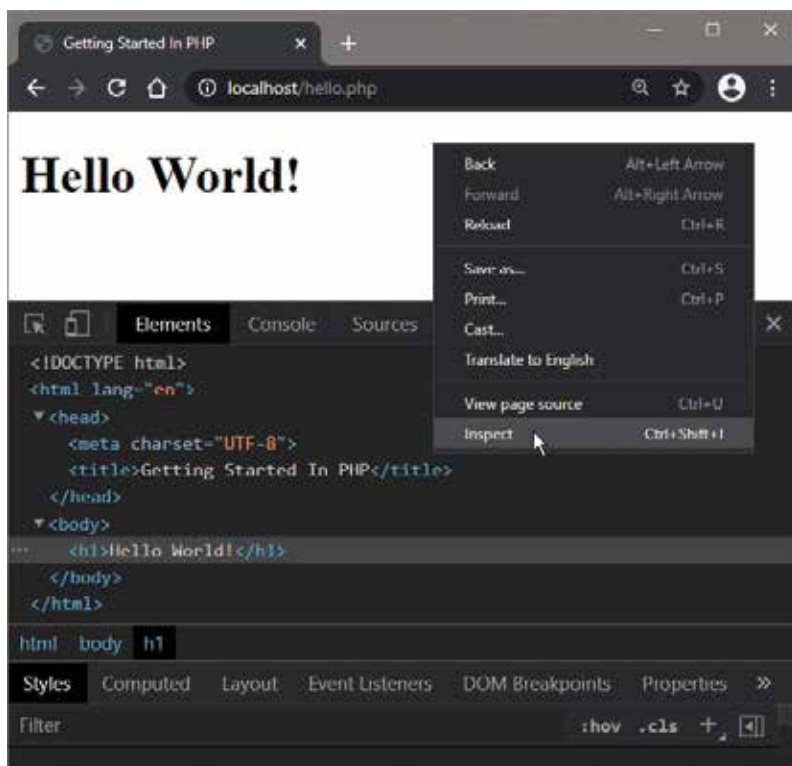 Getting Started In PHP
localhost/hello.php
Hello World!
Back Alt+Left Arrow
Forward Alt+Right Arrow
Reload Ctrl+R
Save as... Ctrl+S
Print... Ctrl+P
Cast...
Translate to English
View page source Ctrl+U
Inspect Ctrl+Shift+I
Elements Console Sources
<!DOCTYPE html>
<html lang="en">
<head>
<meta charset="UTF-8">
<title>Getting Started In PHP</title>
</head>
<body>
... <h1>Hello World!</h1>
</body>
</html>
html body h1
Styles Computed Layout Event Listeners DOM Breakpoints Properties »
Filter :hov .cls +